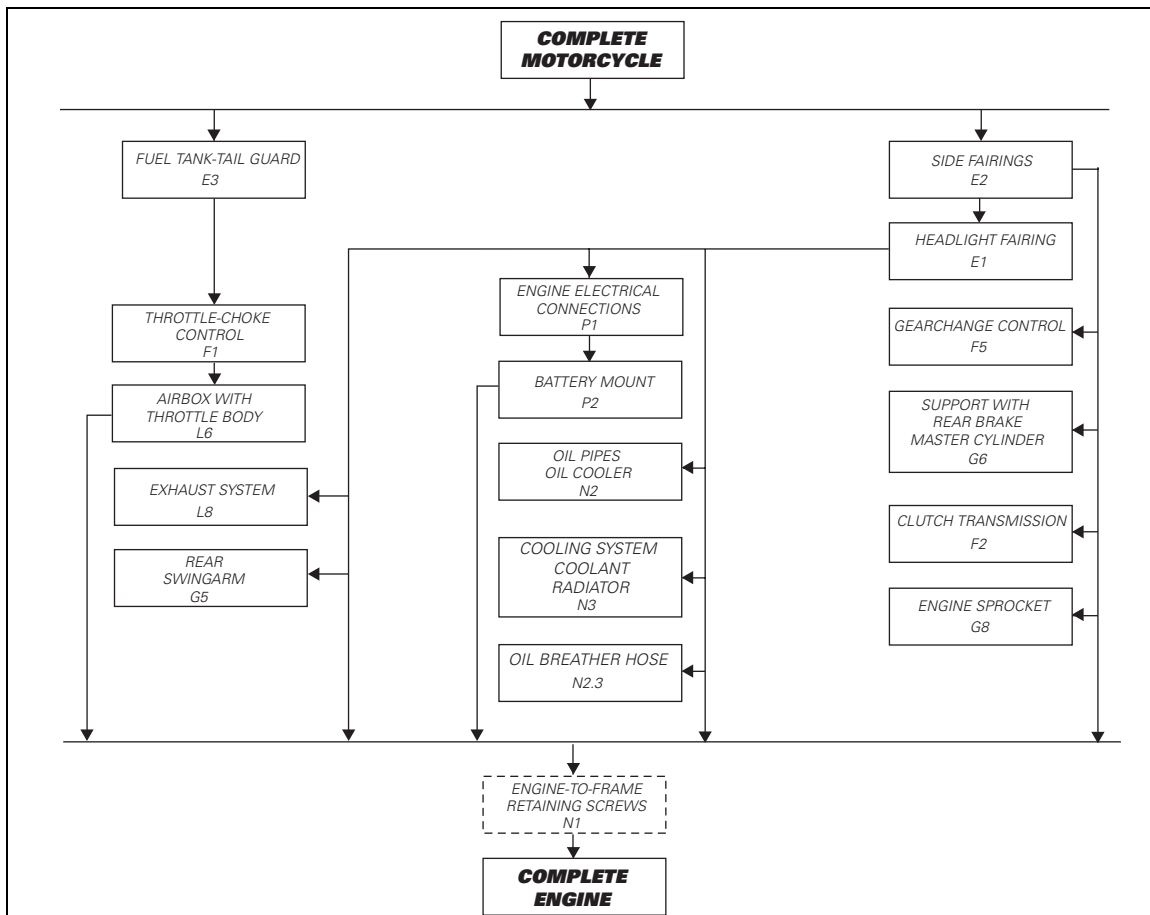 COMPLETE
MOTORCYCLE
FUEL TANK-TAIL GUARD
E3
SIDE FAIRINGS
E2
HEADLIGHT FAIRING
E1
THROTTLE-CHOKE
CONTROL
F1
AIRBOX WITH
THROTTLE BODY
L6
EXHAUST SYSTEM
L8
REAR
SWINGARM
G5
ENGINE ELECTRICAL
CONNECTIONS
P1
BATTERY MOUNT
P2
OIL PIPES
OIL COOLER
N2
COOLING SYSTEM
COOLANT
RADIATOR
N3
OIL BREATHER HOSE
N2.3
GEARCHANGE CONTROL
F5
SUPPORT WITH
REAR BRAKE
MASTER CYLINDER
G6
CLUTCH TRANSMISSION
F2
ENGINE SPROCKET
G8
ENGINE-TO-FRAME
RETAINING SCREWS
N1
COMPLETE
ENGINE